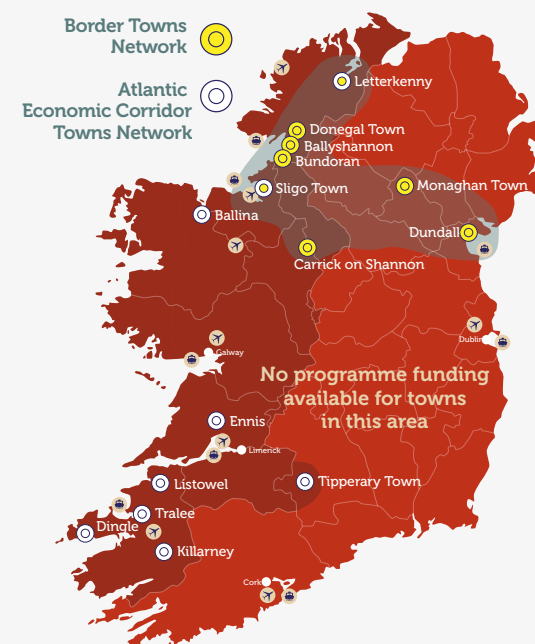 Border Towns
Network
Atlantic
Economic Corridor
Towns Network
Letterkenny
Donegal Town
Ballyshannon
Bundoran
Sligo Town
Monaghan Town
Ballina
Dundall
Carrick on Shannon
Dublin
Galway
No programme funding
available for towns
in this area
Ennis
Limerick
Listowel
Tipperary Town
Tralee
Dingle
Killarney
Cork